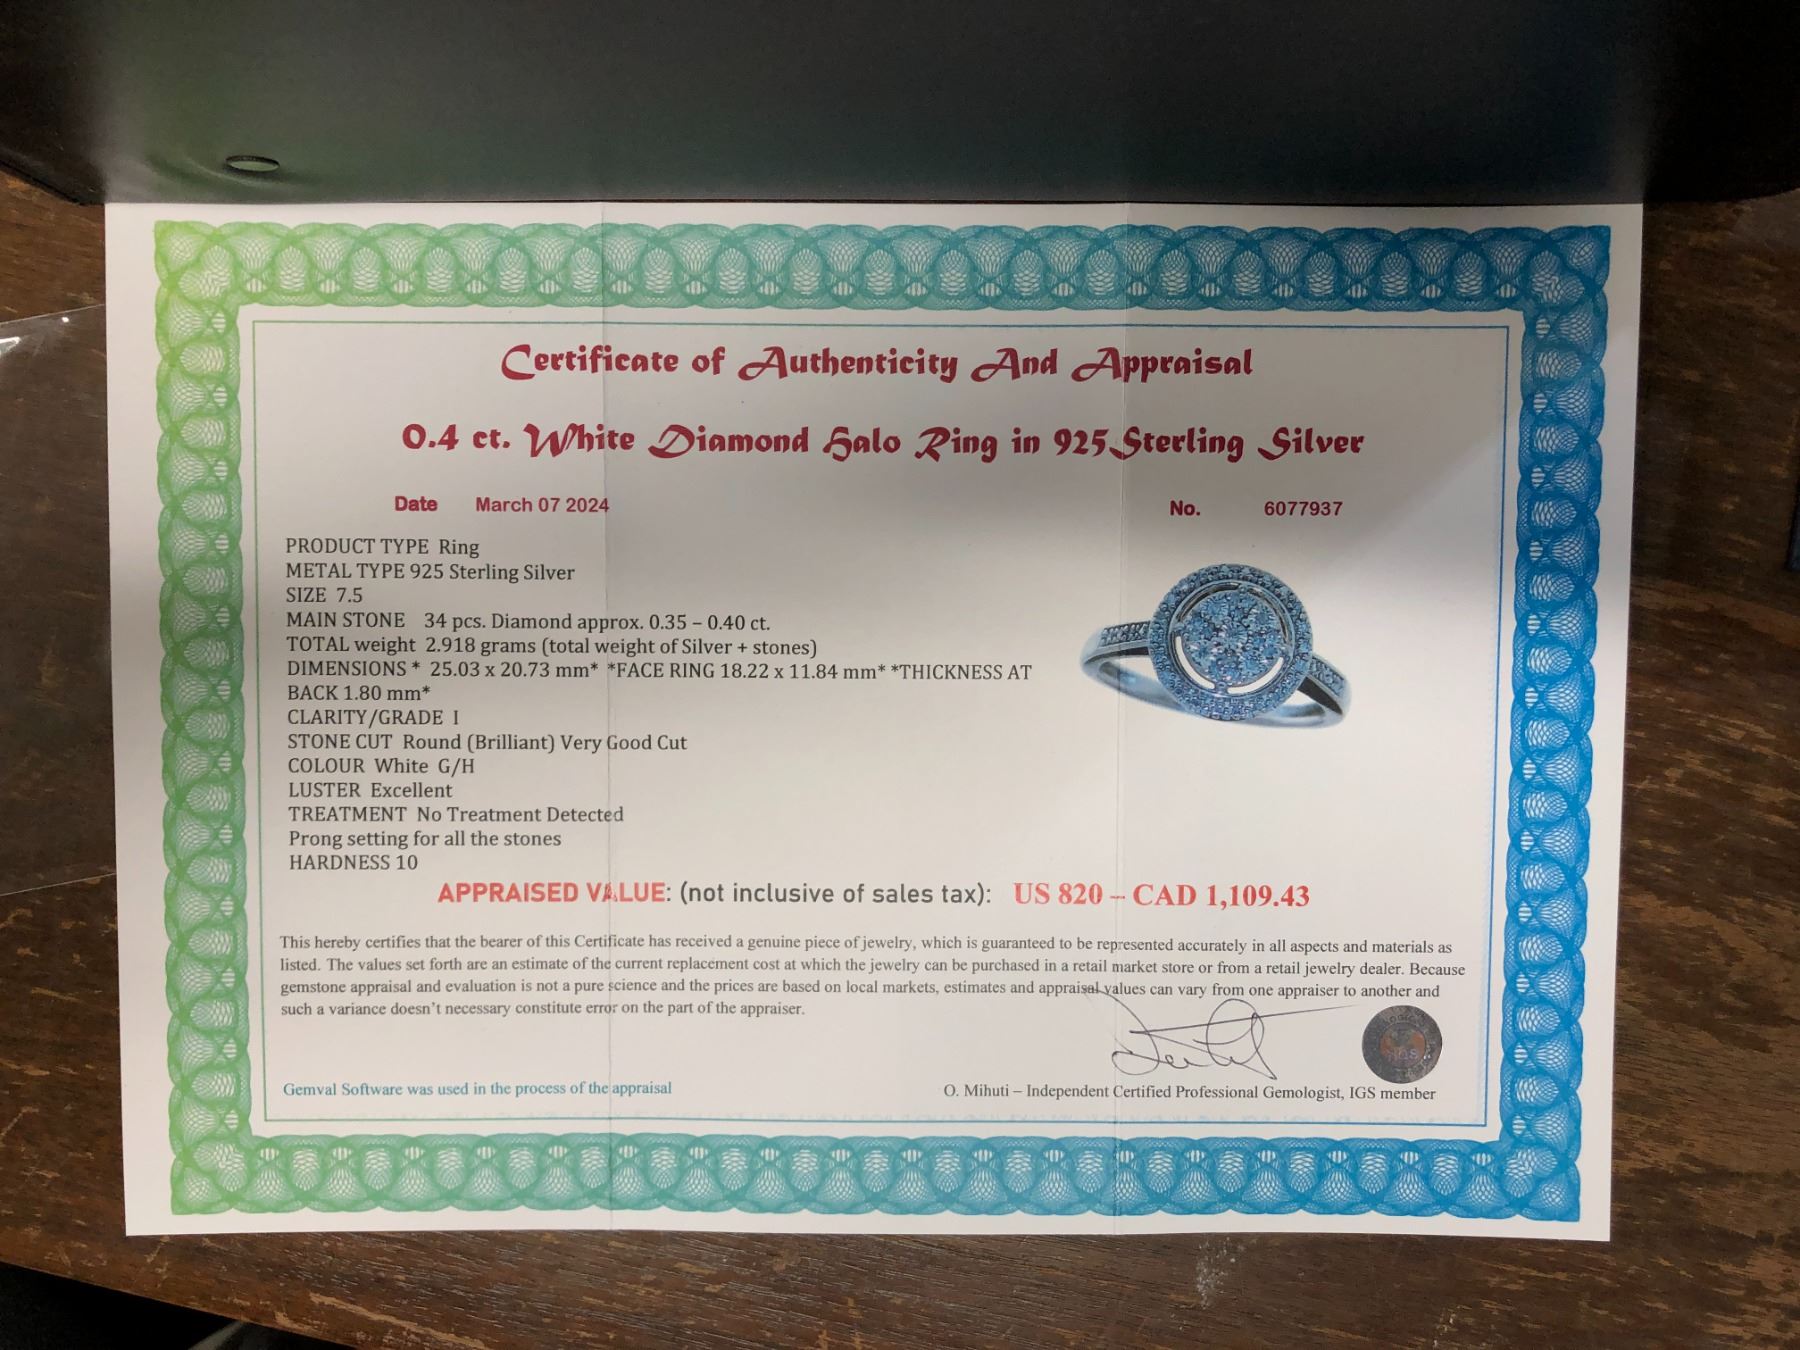 Certificate of Authenticity And Appraisal
0.4 ct. White Diamond Halo Ring in 925 Sterling Silver
Date March 07 2024 No. 6077937
PRODUCT TYPE Ring
METAL TYPE 925 Sterling Silver
SIZE 7.5
MAIN STONE 34 pcs. Diamond approx. 0.35 – 0.40 ct.
TOTAL weight 2.918 grams (total weight of Silver + stones)
DIMENSIONS * 25.03 x 20.73 mm* *FACE RING 18.22 x 11.84 mm* *THICKNESS AT
BACK 1.80 mm*
CLARITY/GRADE I
STONE CUT Round (Brilliant) Very Good Cut
COLOUR White G/H
LUSTER Excellent
TREATMENT No Treatment Detected
Prong setting for all the stones
HARDNESS 10
APPRAISED VALUE: (not inclusive of sales tax): US 820 – CAD 1,109.43
This hereby certifies that the bearer of this Certificate has received a genuine piece of jewelry, which is guaranteed to be represented accurately in all aspects and materials as
listed. The values set forth are an estimate of the current replacement cost at which the jewelry can be purchased in a retail market store or from a retail jewelry dealer. Because
gemstone appraisal and evaluation is not a pure science and the prices are based on local markets, estimates and appraisal values can vary from one appraiser to another and
such a variance doesn't necessary constitute error on the part of the appraiser.
Gemval Software was used in the process of the appraisal
O. Mihuti – Independent Certified Professional Gemologist, IGS member